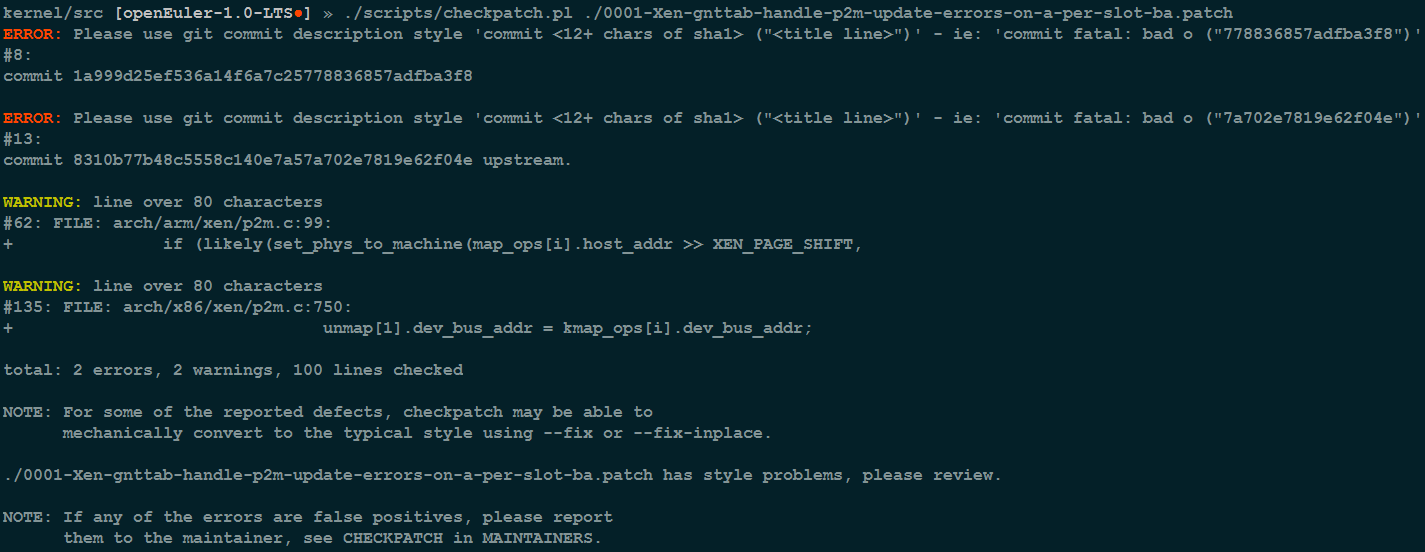 kernel/src [openEuler-1.0-LTS●] » ./scripts/checkpatch.pl ./0001-Xen-gnttab-handle-p2m-update-errors-on-a-per-slot-ba.patch
ERROR: Please use git commit description style 'commit <12+ chars of sha1> ("<title line>")' - ie: 'commit fatal: bad o ("778836857adfba3f8")'
#8:
commit 1a999d25ef536a14f6a7c25778836857adfba3f8

ERROR: Please use git commit description style 'commit <12+ chars of sha1> ("<title line>")' - ie: 'commit fatal: bad o ("7a702e7819e62f04e")'
#13:
commit 8310b77b48c5558c140e7a57a702e7819e62f04e upstream.

WARNING: line over 80 characters
#62: FILE: arch/arm/xen/p2m.c:99:
+               if (likely(set_phys_to_machine(map_ops[i].host_addr >> XEN_PAGE_SHIFT,

WARNING: line over 80 characters
#135: FILE: arch/x86/xen/p2m.c:750:
+                               unmap[1].dev_bus_addr = kmap_ops[i].dev_bus_addr;

total: 2 errors, 2 warnings, 100 lines checked

NOTE: For some of the reported defects, checkpatch may be able to
      mechanically convert to the typical style using --fix or --fix-inplace.

./0001-Xen-gnttab-handle-p2m-update-errors-on-a-per-slot-ba.patch has style problems, please review.

NOTE: If any of the errors are false positives, please report
      them to the maintainer, see CHECKPATCH in MAINTAINERS.